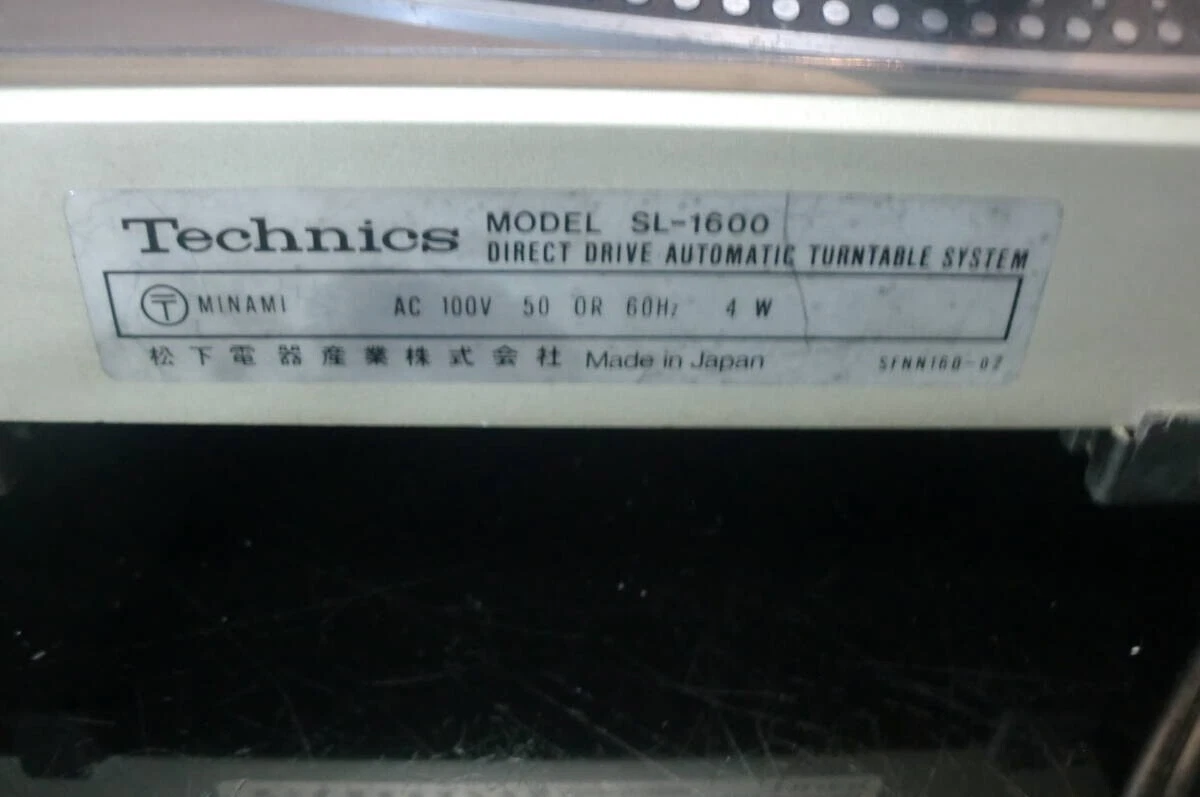 Technics MODEL SL-1600
DIRECT DRIVE AUTOMATIC TURNTABLE SYSTEM
〒 MINAMI AC 100V 50 OR 60Hz 4 W
松下電器産業株式会社 Made in Japan SFNN160-07